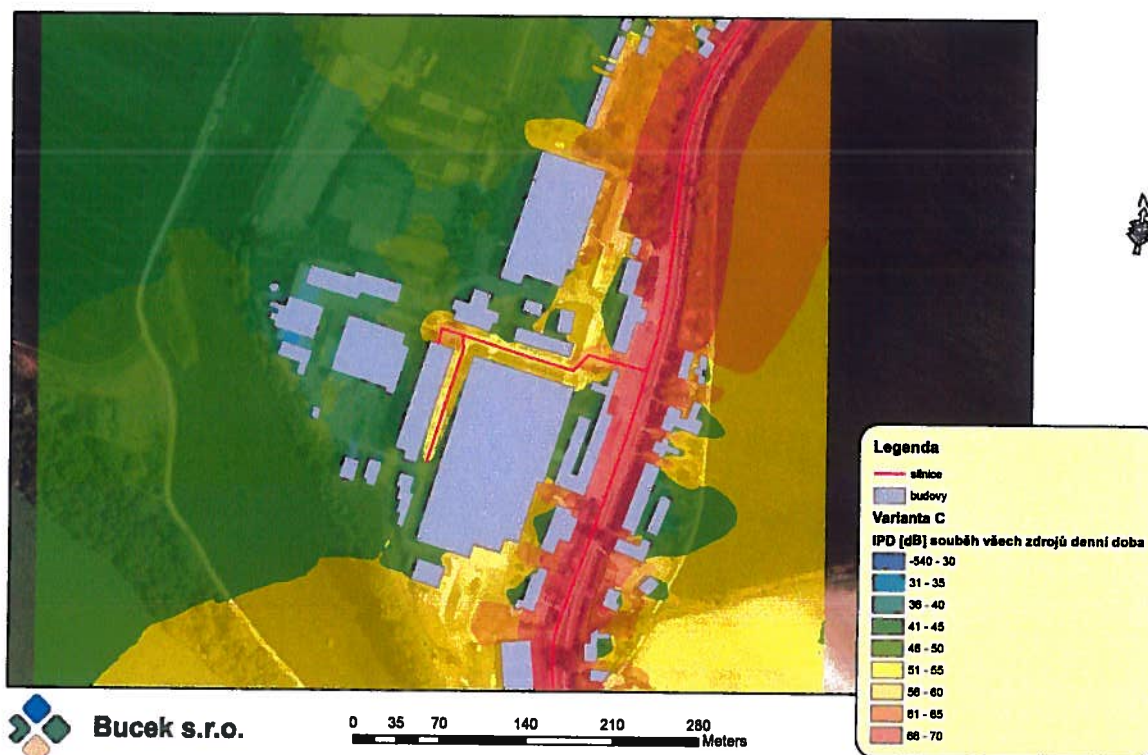 Legenda
silnice
budovy
Varianta C
IPD [dB] souběh všech zdrojů denní doba
-540 - 30
31 - 35
36 - 40
41 - 45
46 - 50
51 - 55
56 - 60
61 - 65
66 - 70
Bucek s.r.o.
0 35 70 140 210 280
Meters